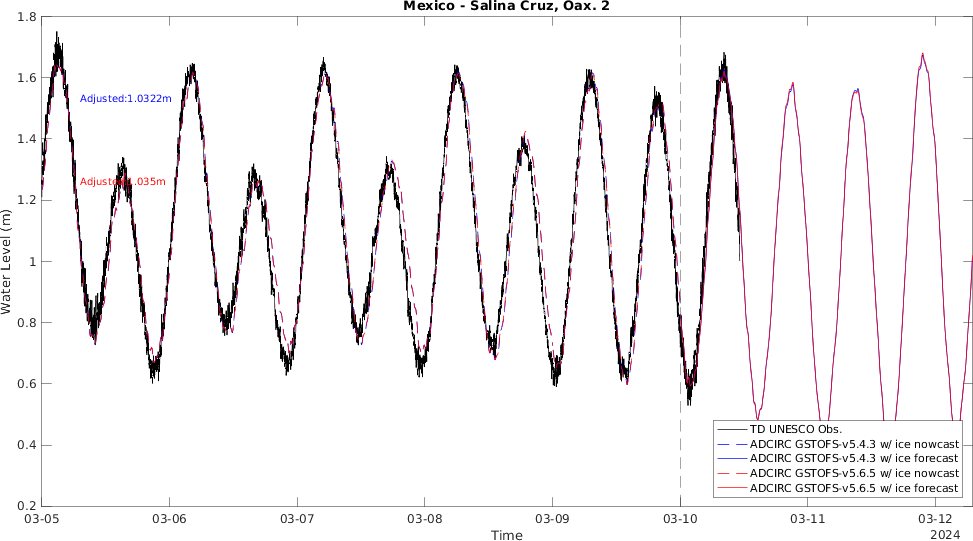 Mexico - Salina Cruz, Oax. 2
1.8
1.6
1.4
1.2
1
0.8
0.6
0.4
0.2
Water Level (m)
Adjusted:1.0322m
Adjusted:1.035m
TD UNESCO Obs.
ADCIRC GSTOFS-v5.4.3 w/ ice nowcast
ADCIRC GSTOFS-v5.4.3 w/ ice forecast
ADCIRC GSTOFS-v5.6.5 w/ ice nowcast
ADCIRC GSTOFS-v5.6.5 w/ ice forecast
03-05 03-06 03-07 03-08 03-09 03-10 03-11 03-12
Time
2024